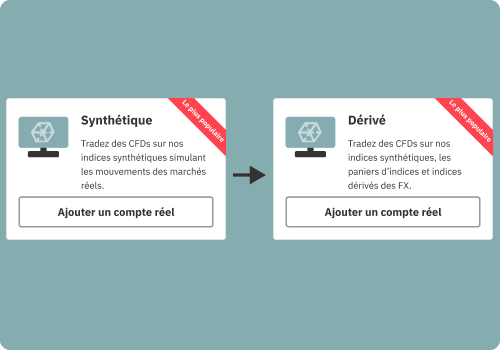 Le plus populaire
Synthétique
Tradez des CFDs sur nos
indices synthétiques simulant
les mouvements des marchés
réels.
Ajouter un compte réel
Le plus populaire
Dérivé
Tradez des CFDs sur nos
indices synthétiques, les
paniers d'indices et indices
dérivés des FX.
Ajouter un compte réel